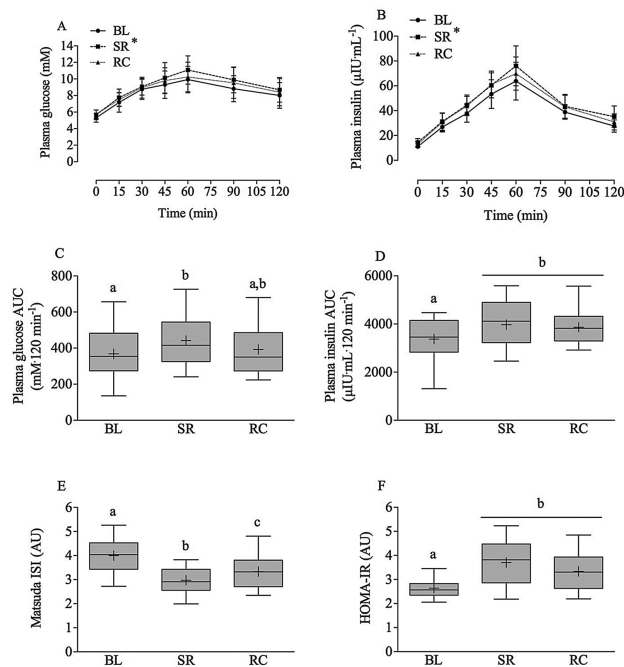 A
BL
SR*
RC
Plasma glucose (mM)
14
12
10
8
6
4
2
0
0 15 30 45 60 75 90 105 120
Time (min)
B
BL
SR*
RC
Plasma insulin (µIU·mL⁻¹)
100
80
60
40
20
0
0 15 30 45 60 75 90 105 120
Time (min)
C
Plasma glucose AUC
(mM·120 min⁻¹)
800
600
400
200
0
a
b
a,b
BL SR RC
D
Plasma insulin AUC
(µIU·mL·120 min⁻¹)
6000
4000
2000
0
a
b
BL SR RC
E
Matsuda ISI (AU)
6
5
4
3
2
1
0
a
b
c
BL SR RC
F
HOMA-IR (AU)
6
5
4
3
2
1
0
a
b
BL SR RC